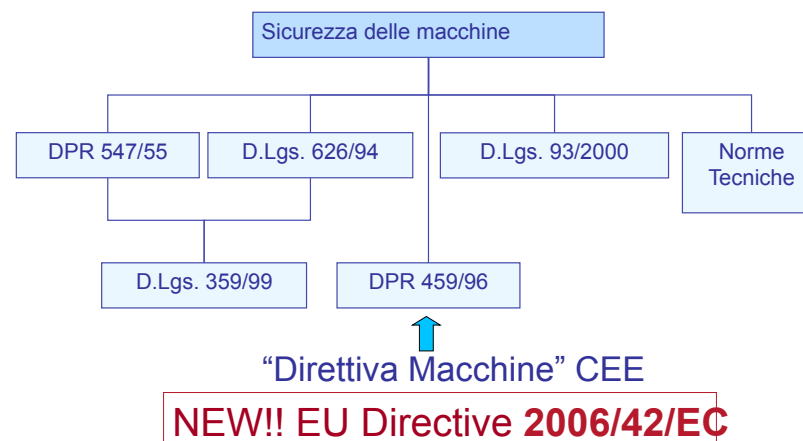 Sicurezza delle macchine
DPR 547/55
D.Lgs. 626/94
D.Lgs. 93/2000
Norme
Tecniche
D.Lgs. 359/99
DPR 459/96
“Direttiva Macchine” CEE
NEW!! EU Directive 2006/42/EC